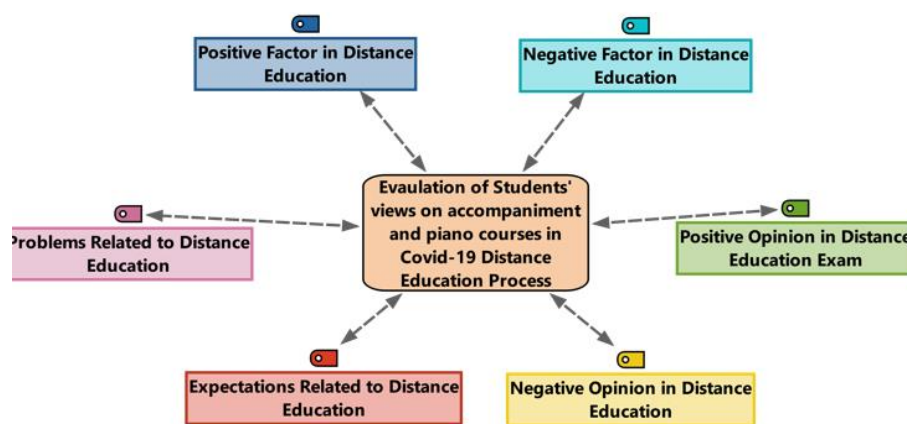 Positive Factor in Distance
Education
Negative Factor in Distance
Education
Evaulation of Students'
views on accompaniment
and piano courses in
Covid-19 Distance
Education Process
Problems Related to Distance
Education
Positive Opinion in Distance
Education Exam
Expectations Related to Distance
Education
Negative Opinion in Distance
Education